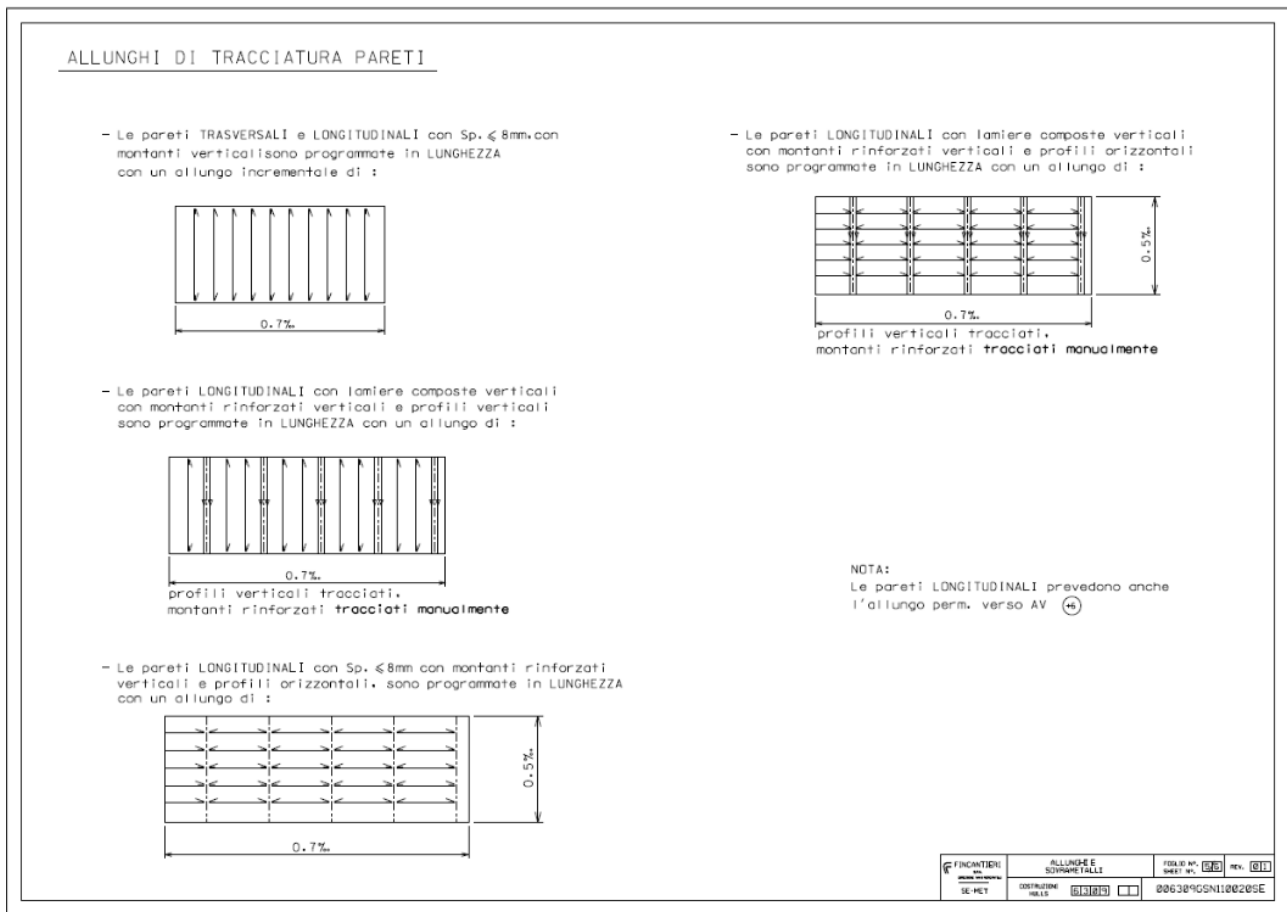 ALLUNGHI DI TRACCIATURA PARETI
- Le pareti TRASVERSALI e LONGITUDINALI con Sp. ⩽ 8mm.con
montanti verticalisono programmate in LUNGHEZZA
con un allungo incrementale di :
0.7‰
- Le pareti LONGITUDINALI con lamiere composte verticali
con montanti rinforzati verticali e profili verticali
sono programmate in LUNGHEZZA con un allungo di :
0.7‰
profili verticali tracciati.
montanti rinforzati tracciati manualmente
- Le pareti LONGITUDINALI con Sp. ⩽8mm con montanti rinforzati
verticali e profili orizzontali. sono programmate in LUNGHEZZA
con un allungo di :
0.5‰
0.7‰
- Le pareti LONGITUDINALI con lamiere composte verticali
con montanti rinforzati verticali e profili orizzontali
sono programmate in LUNGHEZZA con un allungo di :
0.5‰
0.7‰
profili verticali tracciati.
montanti rinforzati tracciati manualmente
NOTA:
Le pareti LONGITUDINALI prevedono anche
l'allungo perm. verso AV +6
FINCANTIERI
SE-MET
ALLUNGHI E
SOVRAMETALLI
FOGLIO N°. 56 REV. 01
SHEET N°.
COSTRUZIONE 6309
HULLS
006309GSN110020SE